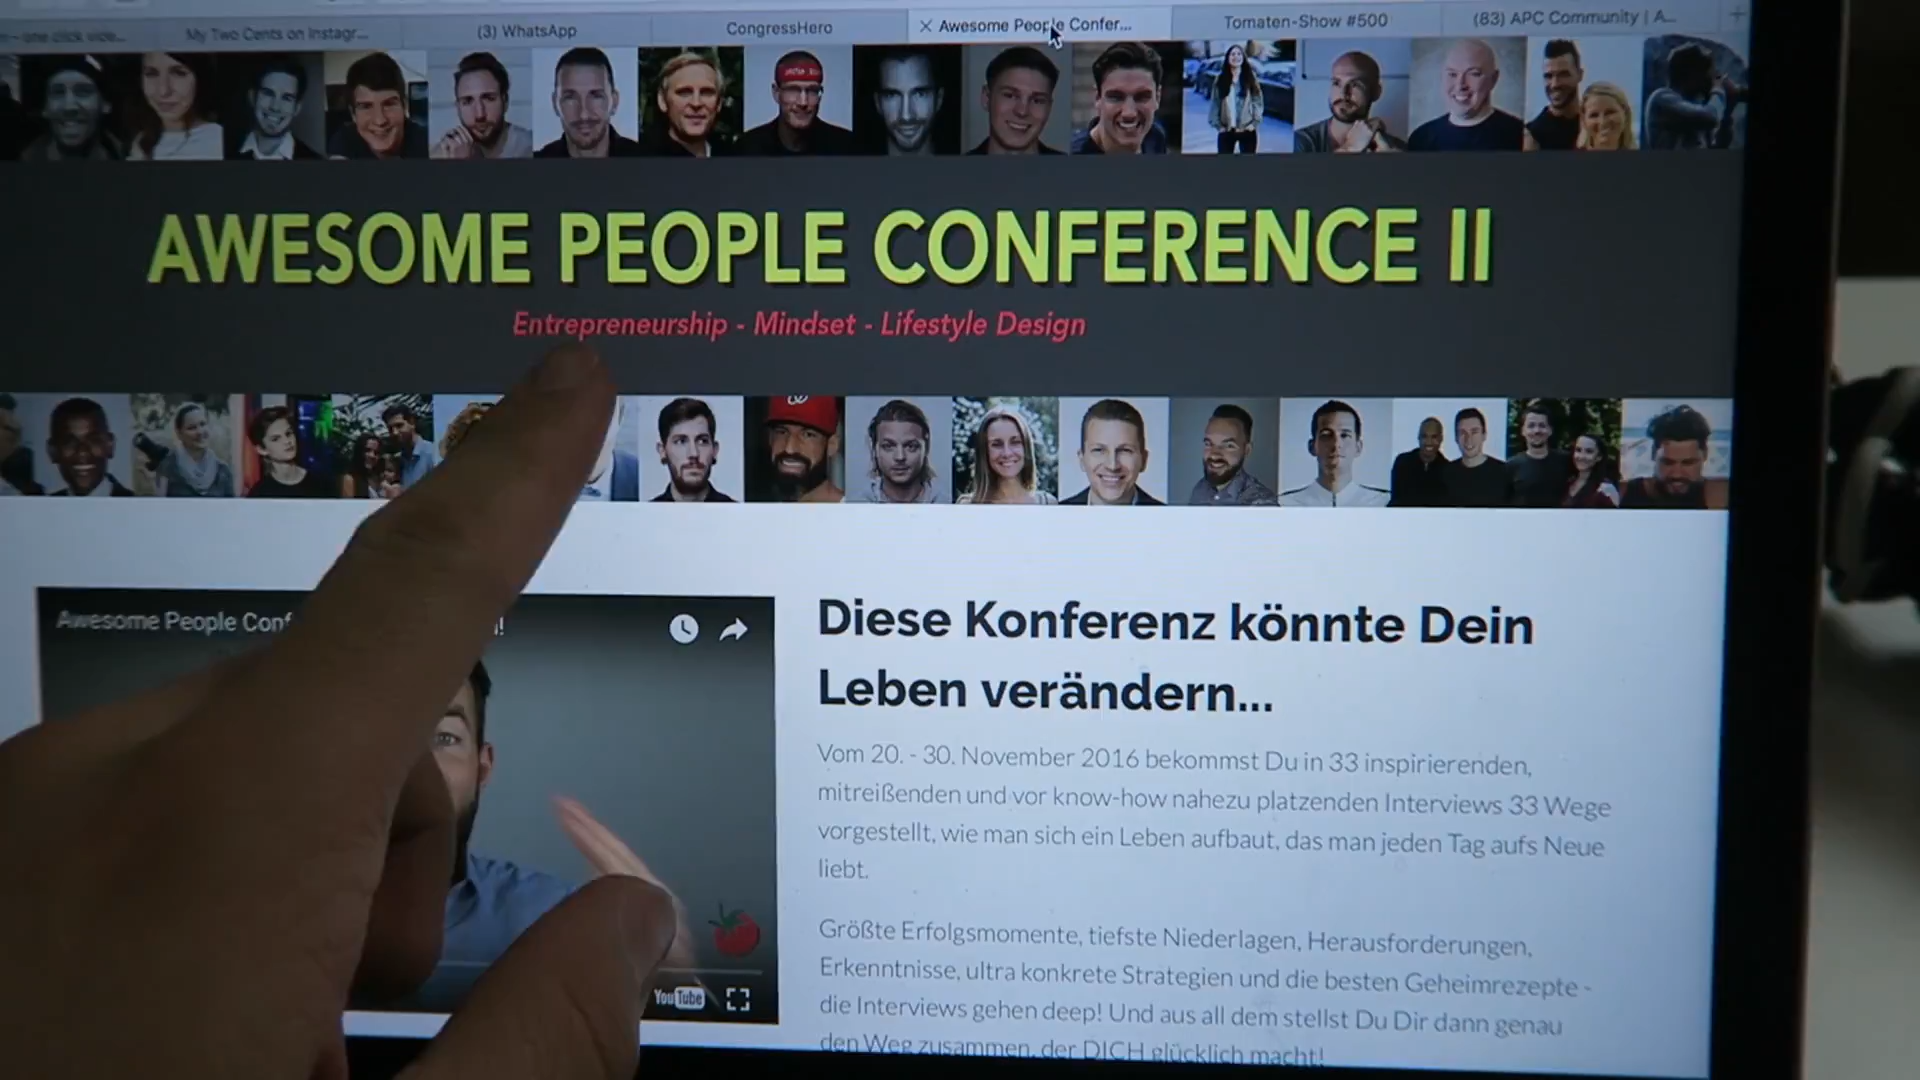 My Two Cents on Instagr...
(3) WhatsApp
CongressHero
Awesome People Confer...
Tomaten-Show #500
(83) APC Community | A...
AWESOME PEOPLE CONFERENCE II
Entrepreneurship - Mindset - Lifestyle Design
Awesome People Conf
!
Diese Konferenz könnte Dein
Leben verändern...
Vom 20. - 30. November 2016 bekommst Du in 33 inspirierenden,
mitreißenden und vor know-how nahezu platzenden Interviews 33 Wege
vorgestellt, wie man sich ein Leben aufbaut, das man jeden Tag aufs Neue
liebt.
Größte Erfolgsmomente, tiefste Niederlagen, Herausforderungen,
Erkenntnisse, ultra konkrete Strategien und die besten Geheimrezepte -
die Interviews gehen deep! Und aus all dem stellst Du Dir dann genau
den Weg zusammen, der DICH glücklich macht!
YouTube